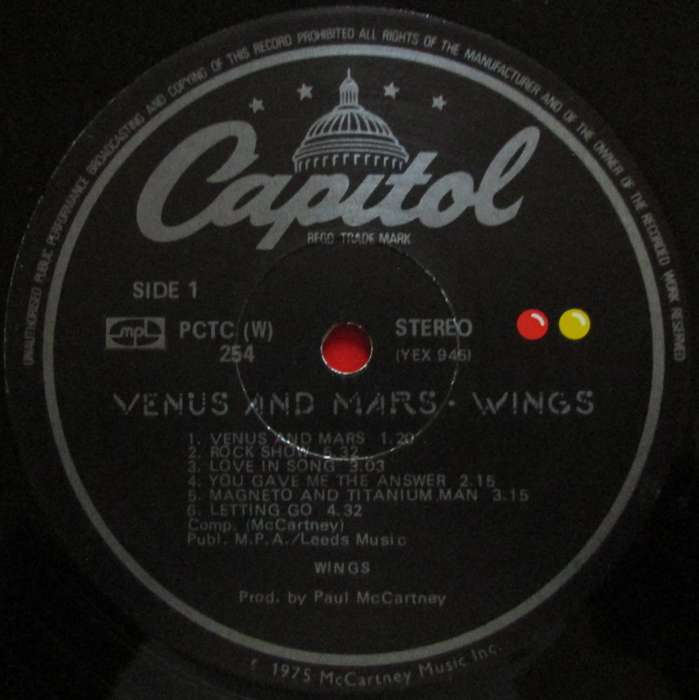 UNAUTHORISED PUBLIC PERFORMANCE BROADCASTING AND COPYING OF THIS RECORD PROHIBITED ALL RIGHTS OF THE MANUFACTURER AND OF THE OWNER OF THE RECORDED WORK RESERVED
Capitol
REGD. TRADE MARK
SIDE 1
mpl PCTC (W) STEREO
254 (YEX 945)
VENUS AND MARS • WINGS
1. VENUS AND MARS 1.20
2. ROCK SHOW 5.32
3. LOVE IN SONG 3.03
4. YOU GAVE ME THE ANSWER 2.15
5. MAGNETO AND TITANIUM MAN 3.15
6. LETTING GO 4.32
Comp. (McCartney)
Publ. M.P.A./Leeds Music
WINGS
Prod. by Paul McCartney
1975 McCartney Music Inc.